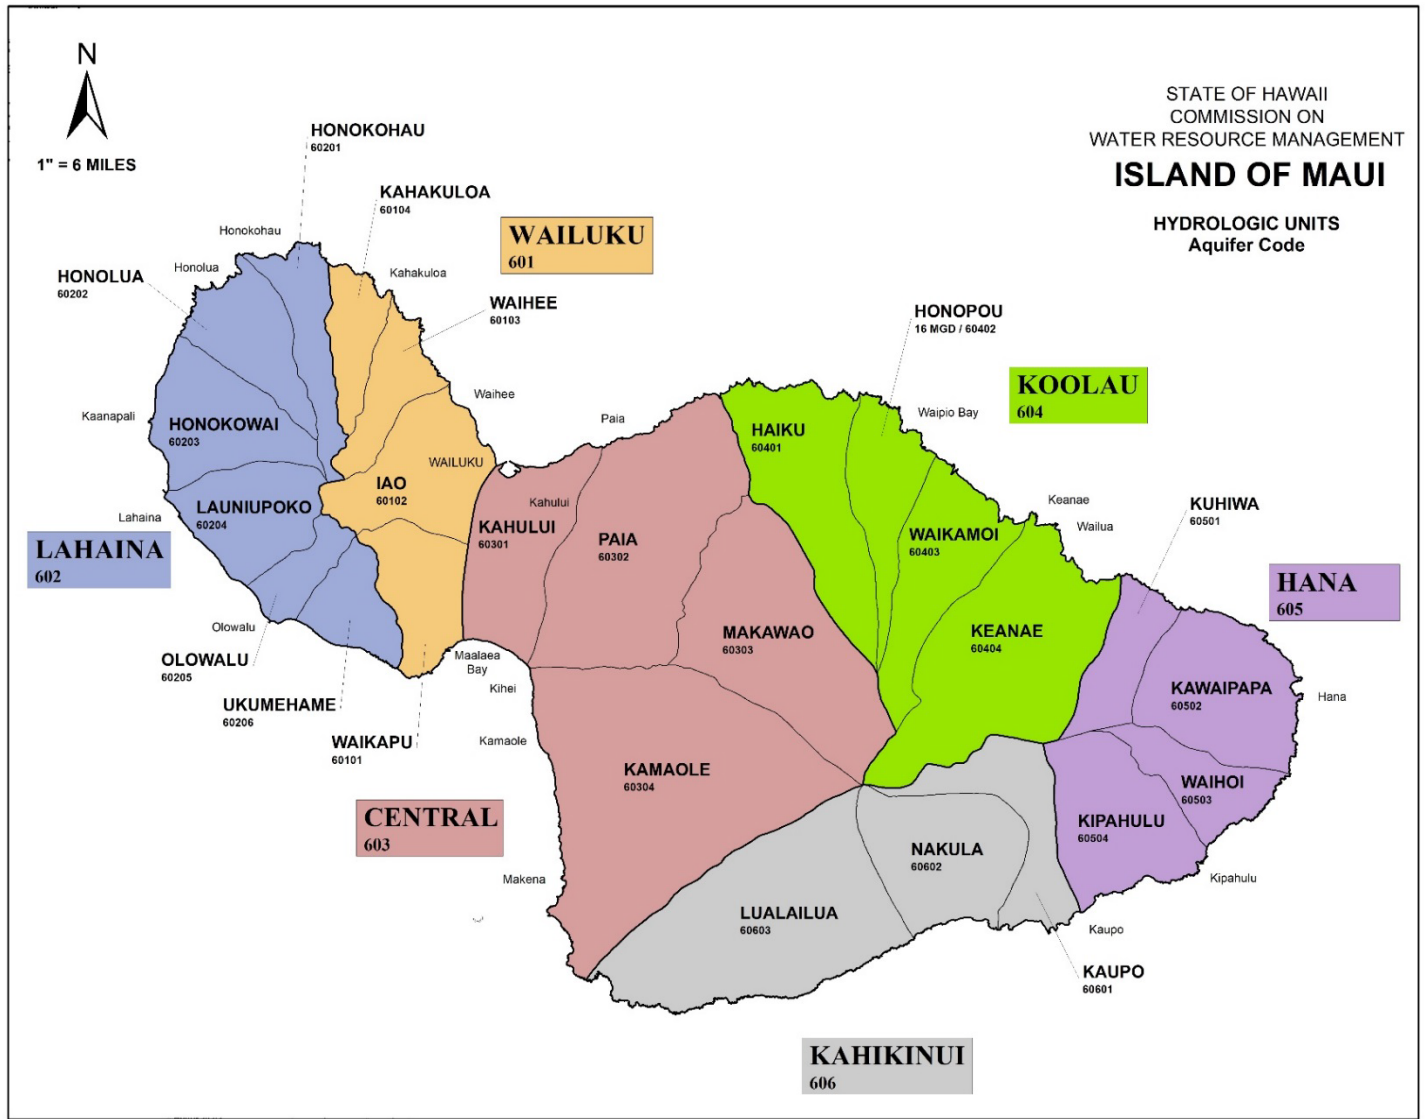 N
1" = 6 MILES
STATE OF HAWAII
COMMISSION ON
WATER RESOURCE MANAGEMENT
ISLAND OF MAUI
HYDROLOGIC UNITS
Aquifer Code
HONOKOHAU
60201
KAHAKULOA
60104
WAILUKU
601
Honokohau
Honolua
Kahakuloa
HONOLUA
60202
WAIHEE
60103
HONOPOU
16 MGD / 60402
KOOLAU
604
Kaanapali
Waihee
Paia
Waipio Bay
HONOKOWAI
60203
HAIKU
60401
WAILUKU
IAO
60102
Lahaina
LAUNIUPOKO
60204
Kahului
KAHULUI
60301
PAIA
60302
WAIKAMOI
60403
Keanae
Wailua
KUHIWA
60501
LAHAINA
602
HANA
605
Olowalu
MAKAWAO
60303
KEANAE
60404
OLOWALU
60205
Maalaea
Bay
Kihei
UKUMEHAME
60206
KAWAIPAPA
60502
Hana
WAIKAPU
60101
Kamaole
KAMAOLE
60304
WAIHOI
60503
CENTRAL
603
KIPAHULU
60504
NAKULA
60602
Makena
Kipahulu
LUALAILUA
60603
Kaupo
KAUPO
60601
KAHIKINUI
606